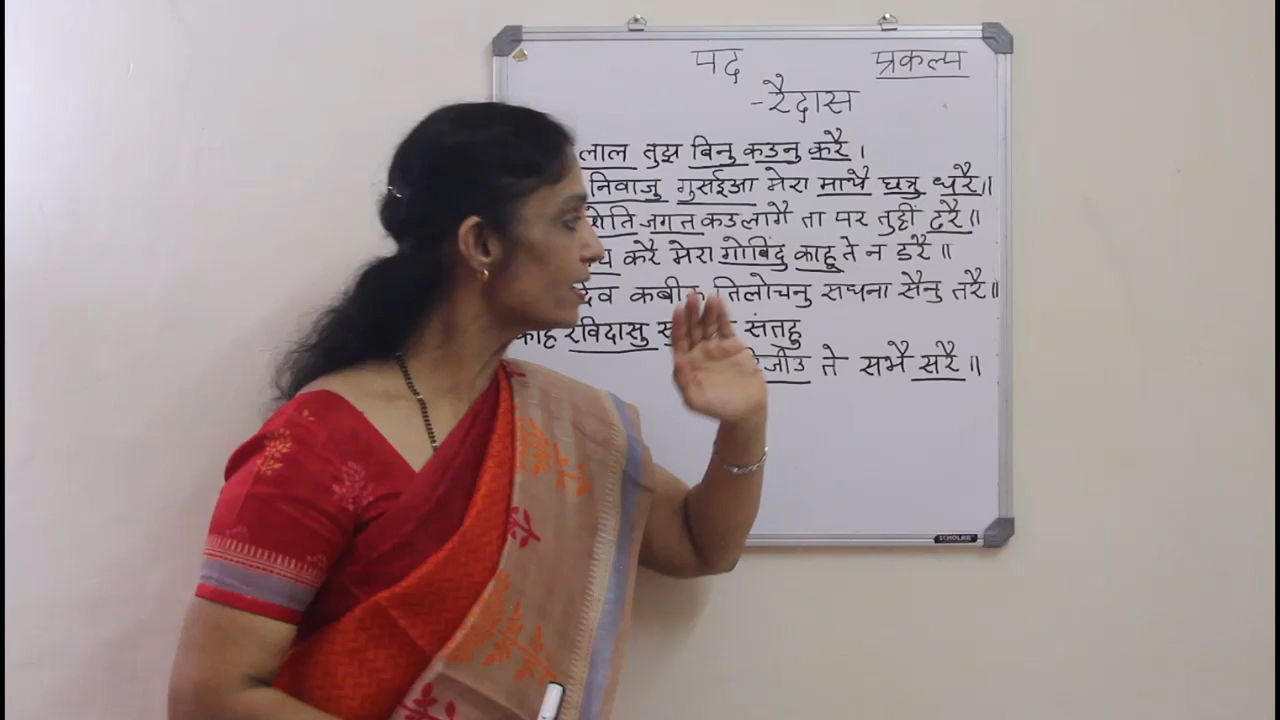 पद
प्रकल्प
-रैदास
लाल तुझ बिनु कउनु करै।
निवाजु गुसईआ मेरा माथै छत्रु धरै॥
जगत कउ लागै ता पर तुहीं ढरै॥
करै मेरा गोबिंदु काहू ते न डरै॥
कबीरु तिलोचनु सधना सैनु तरै॥
रविदासु संतहु
ते सभै सरै॥
SCHOLAR